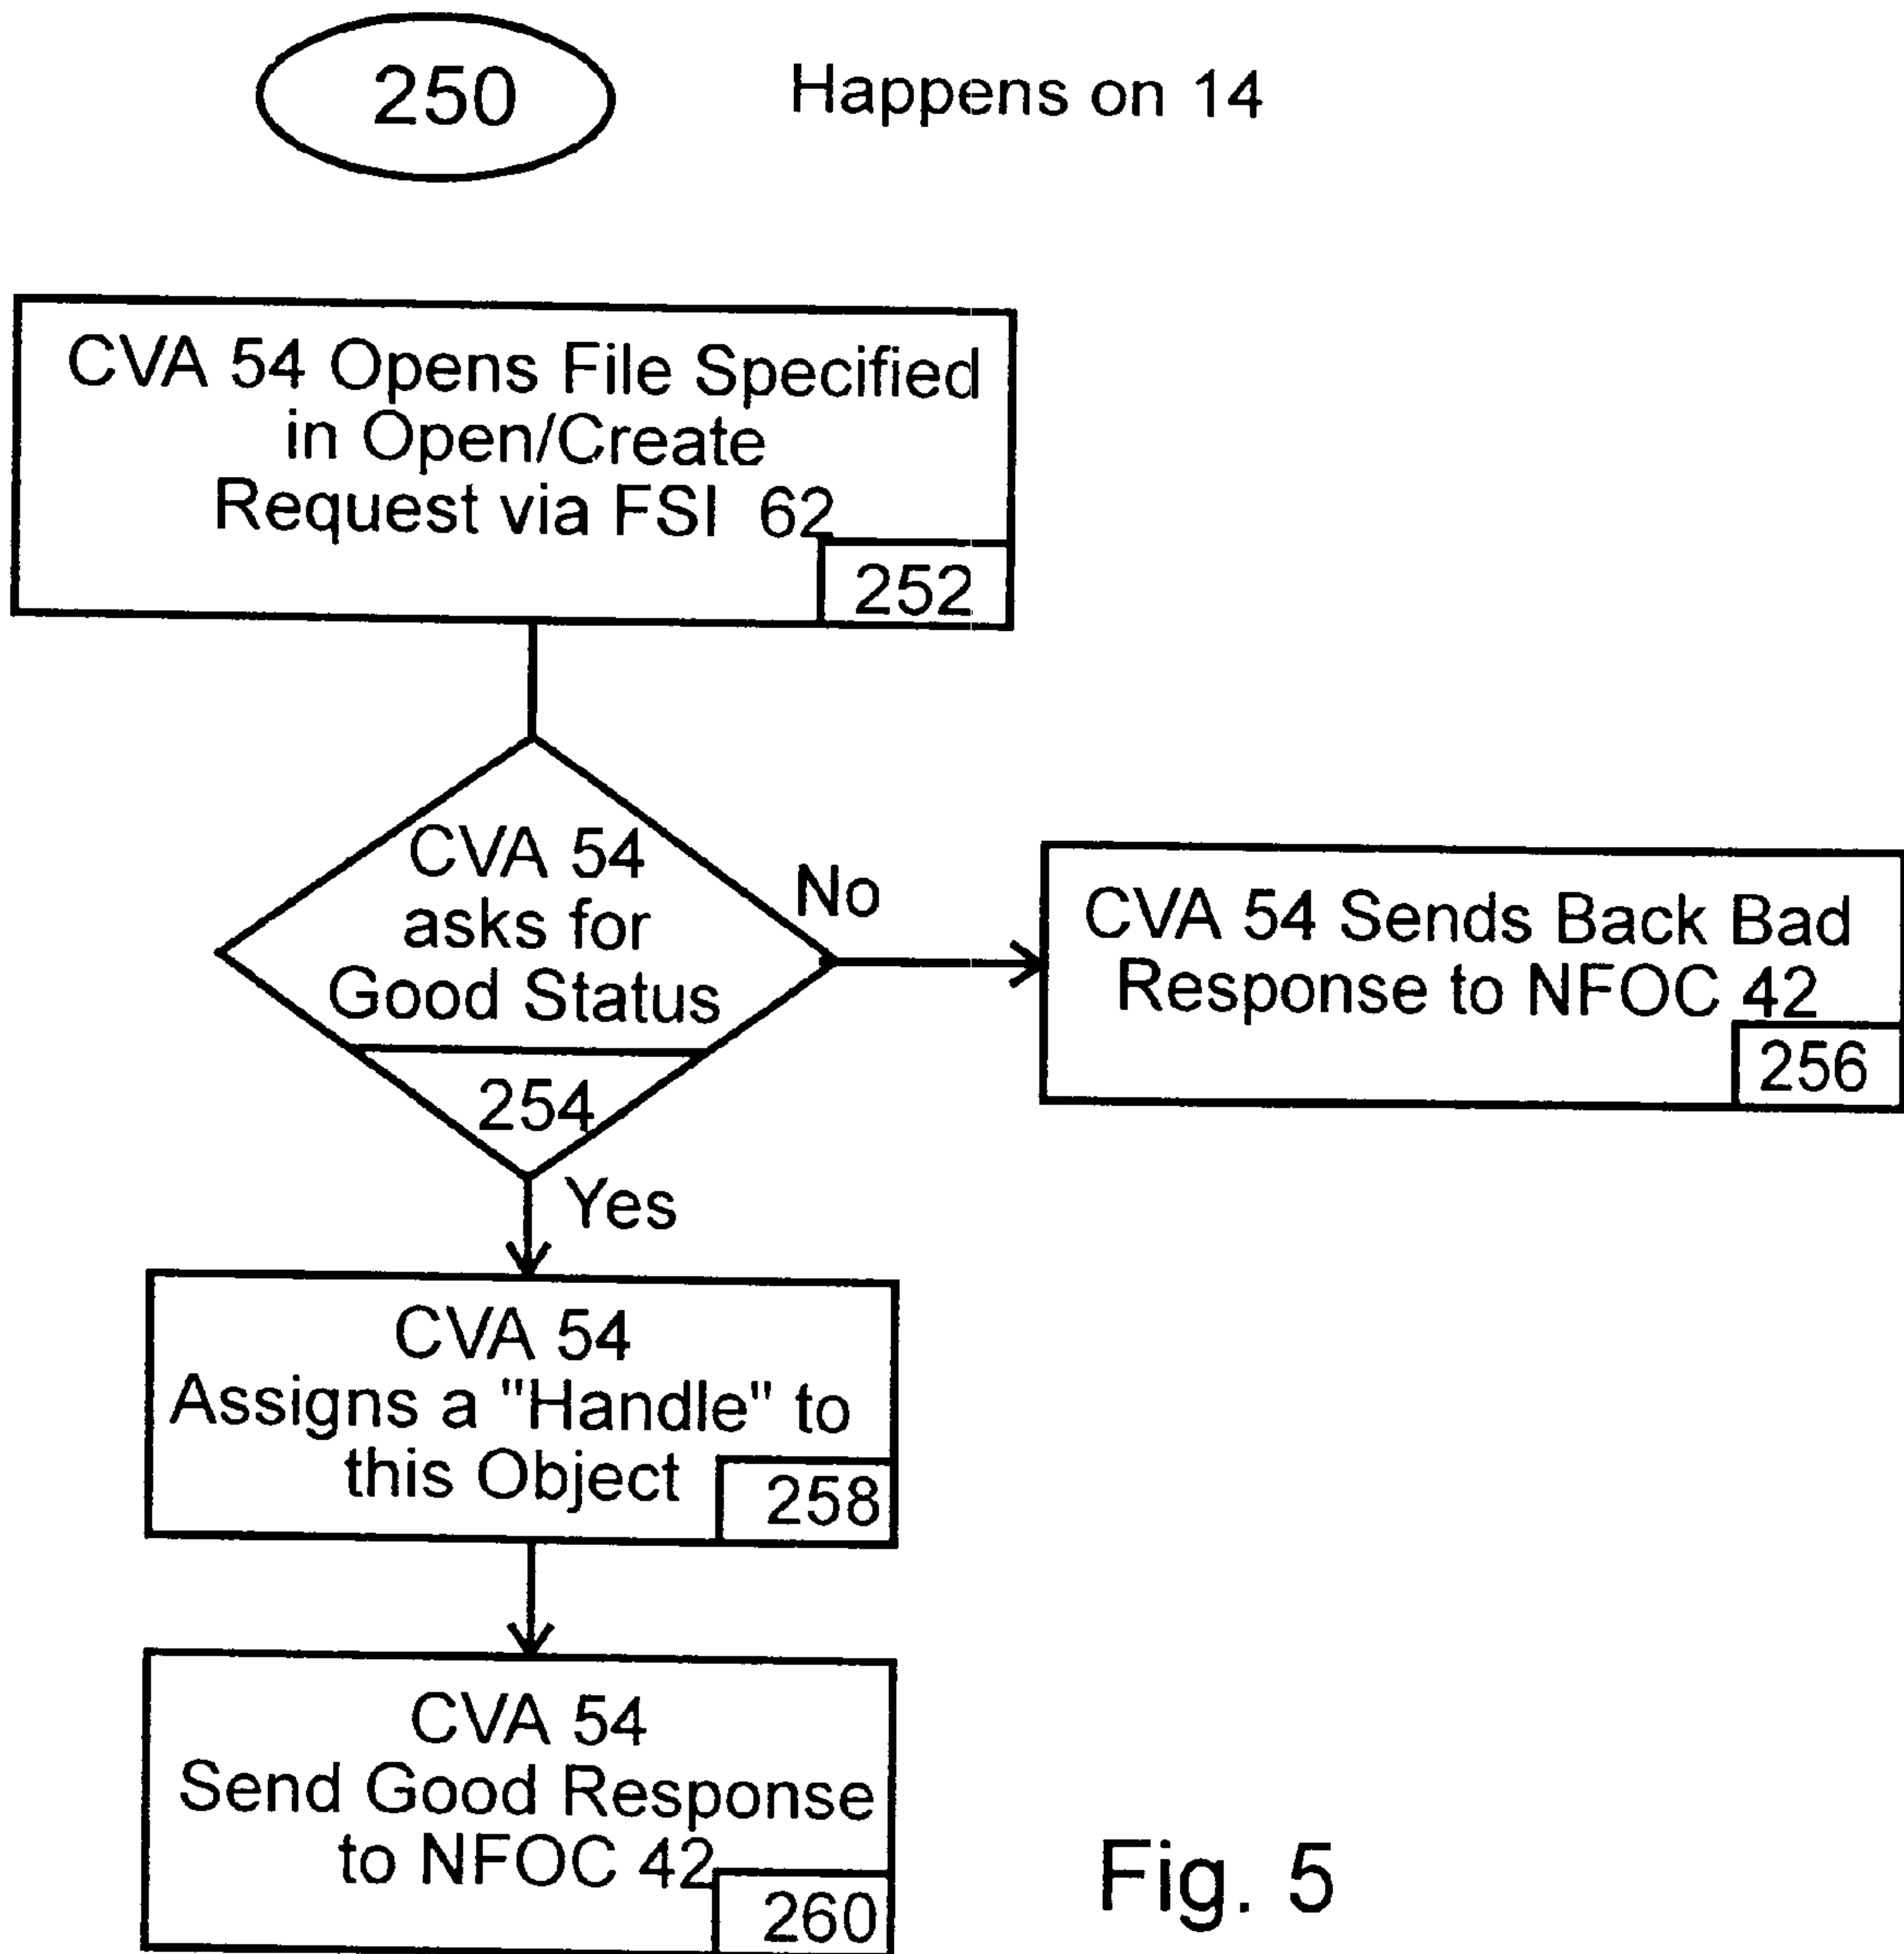 250
Happens on 14
CVA 54 Opens File Specified
in Open/Create
Request via FSI 62
252
CVA 54
asks for
Good Status
254
No
CVA 54 Sends Back Bad
Response to NFOC 42
256
Yes
CVA 54
Assigns a "Handle" to
this Object
258
CVA 54
Send Good Response
to NFOC 42
260
Fig. 5